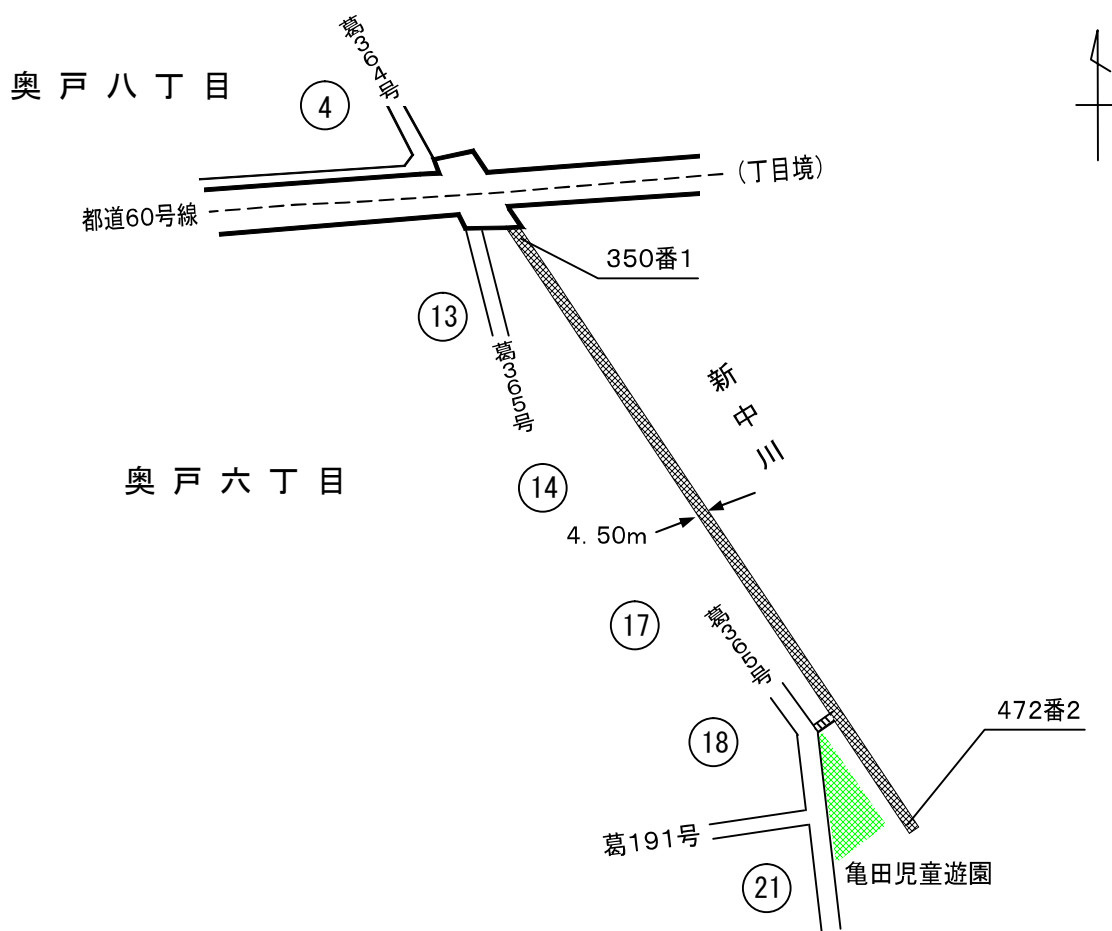 葛364号
奥戸八丁目
4
(丁目境)
都道60号線
350番1
13
葛365号
新中川
奥戸六丁目
14
4.50m
17
葛365号
472番2
18
葛191号
亀田児童遊園
21